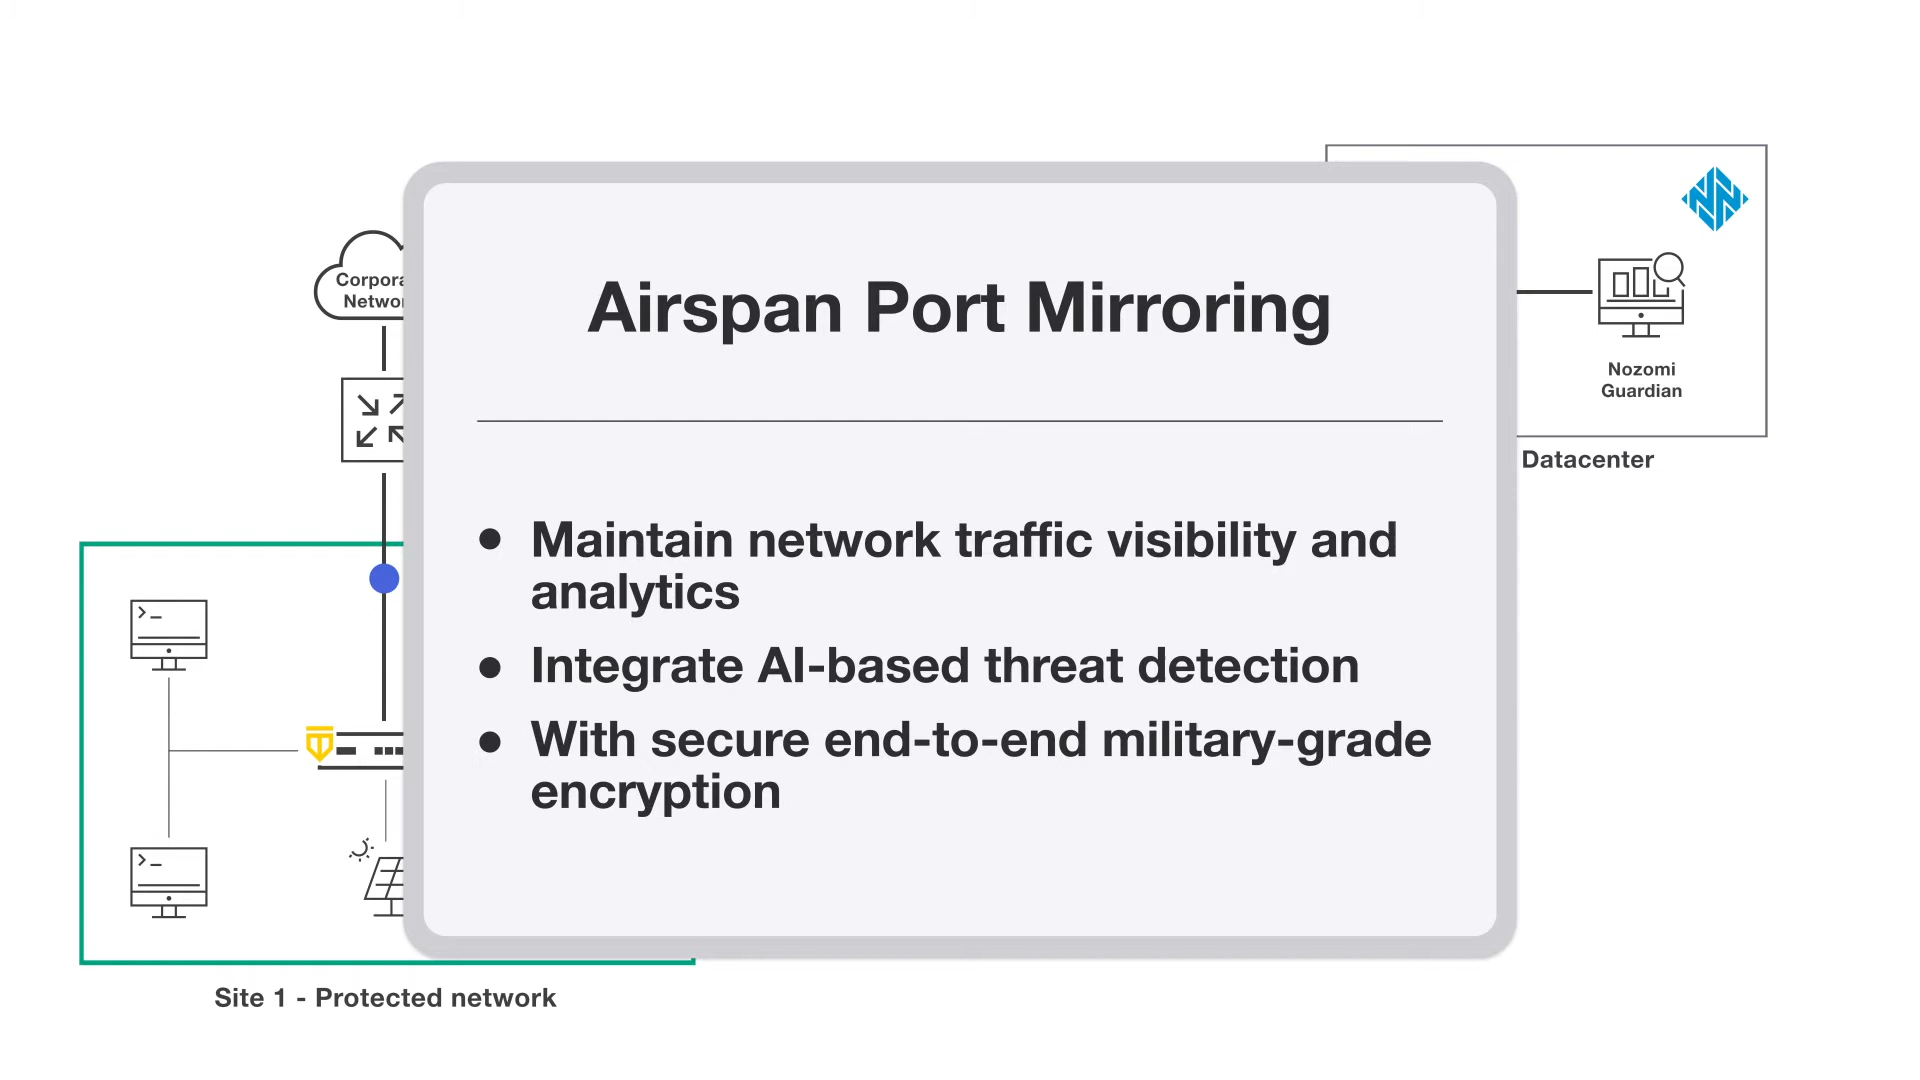 Airspan Port Mirroring
● Maintain network traffic visibility and
analytics
● Integrate AI-based threat detection
● With secure end-to-end military-grade
encryption
Corpora
Networ
>_
>_
Site 1 - Protected network
Nozomi
Guardian
Datacenter